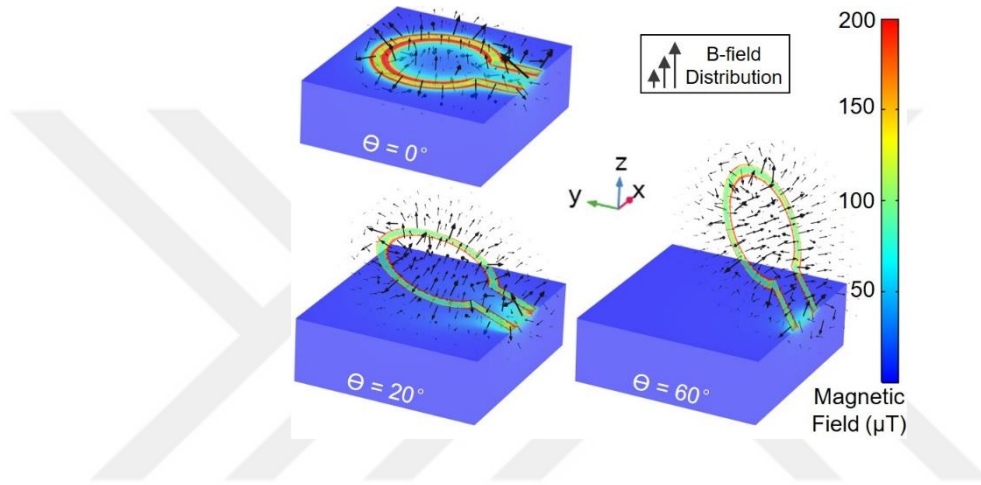 200
B-field
Distribution
150
Θ = 0°
z
y
x
100
50
Θ = 20°
Θ = 60°
Magnetic
Field (μT)